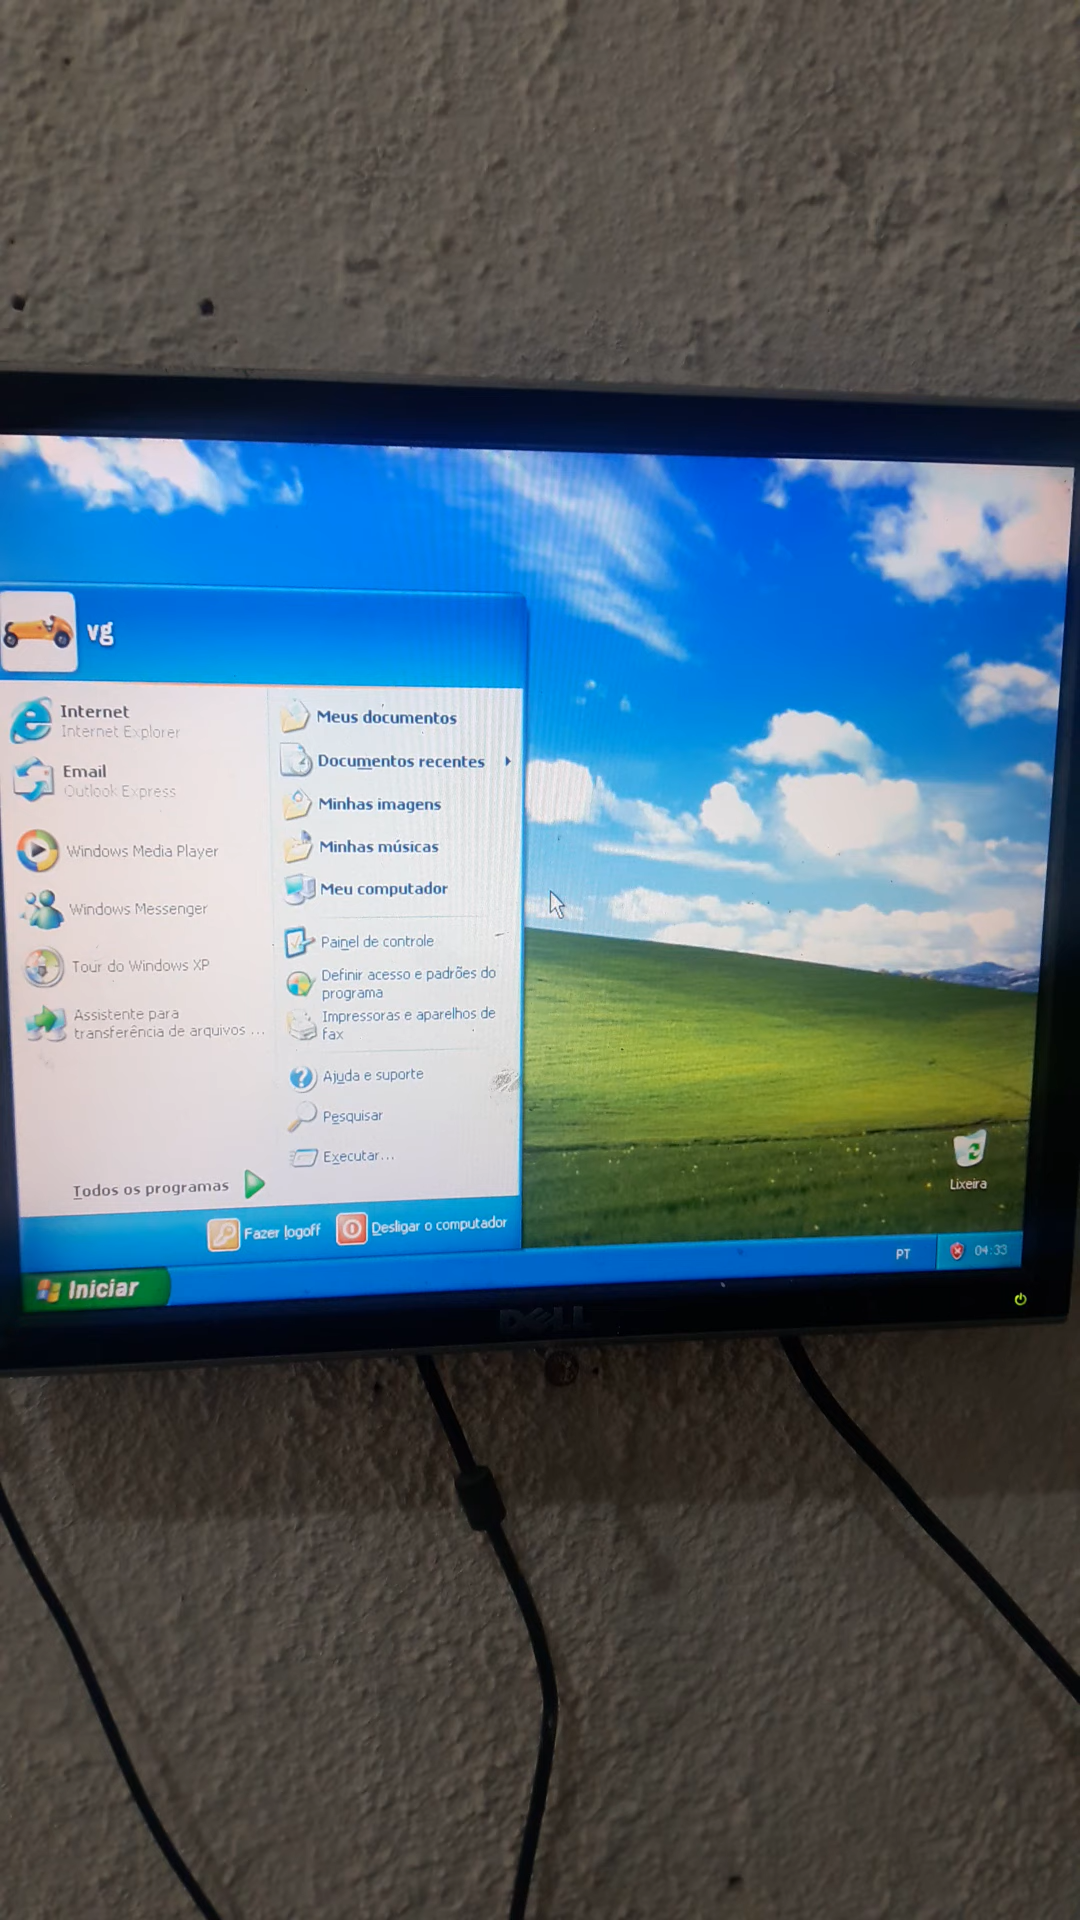 vg
Internet
Internet Explorer
Email
Outlook Express
Windows Media Player
Windows Messenger
Tour do Windows XP
Assistente para
transferência de arquivos ...
Todos os programas
Meus documentos
Documentos recentes
Minhas imagens
Minhas músicas
Meu computador
Painel de controle
Definir acesso e padrões do
programa
Impressoras e aparelhos de
fax
Ajuda e suporte
Pesquisar
Executar...
Fazer logoff
Desligar o computador
Lixeira
Iniciar
PT
04:33
DELL